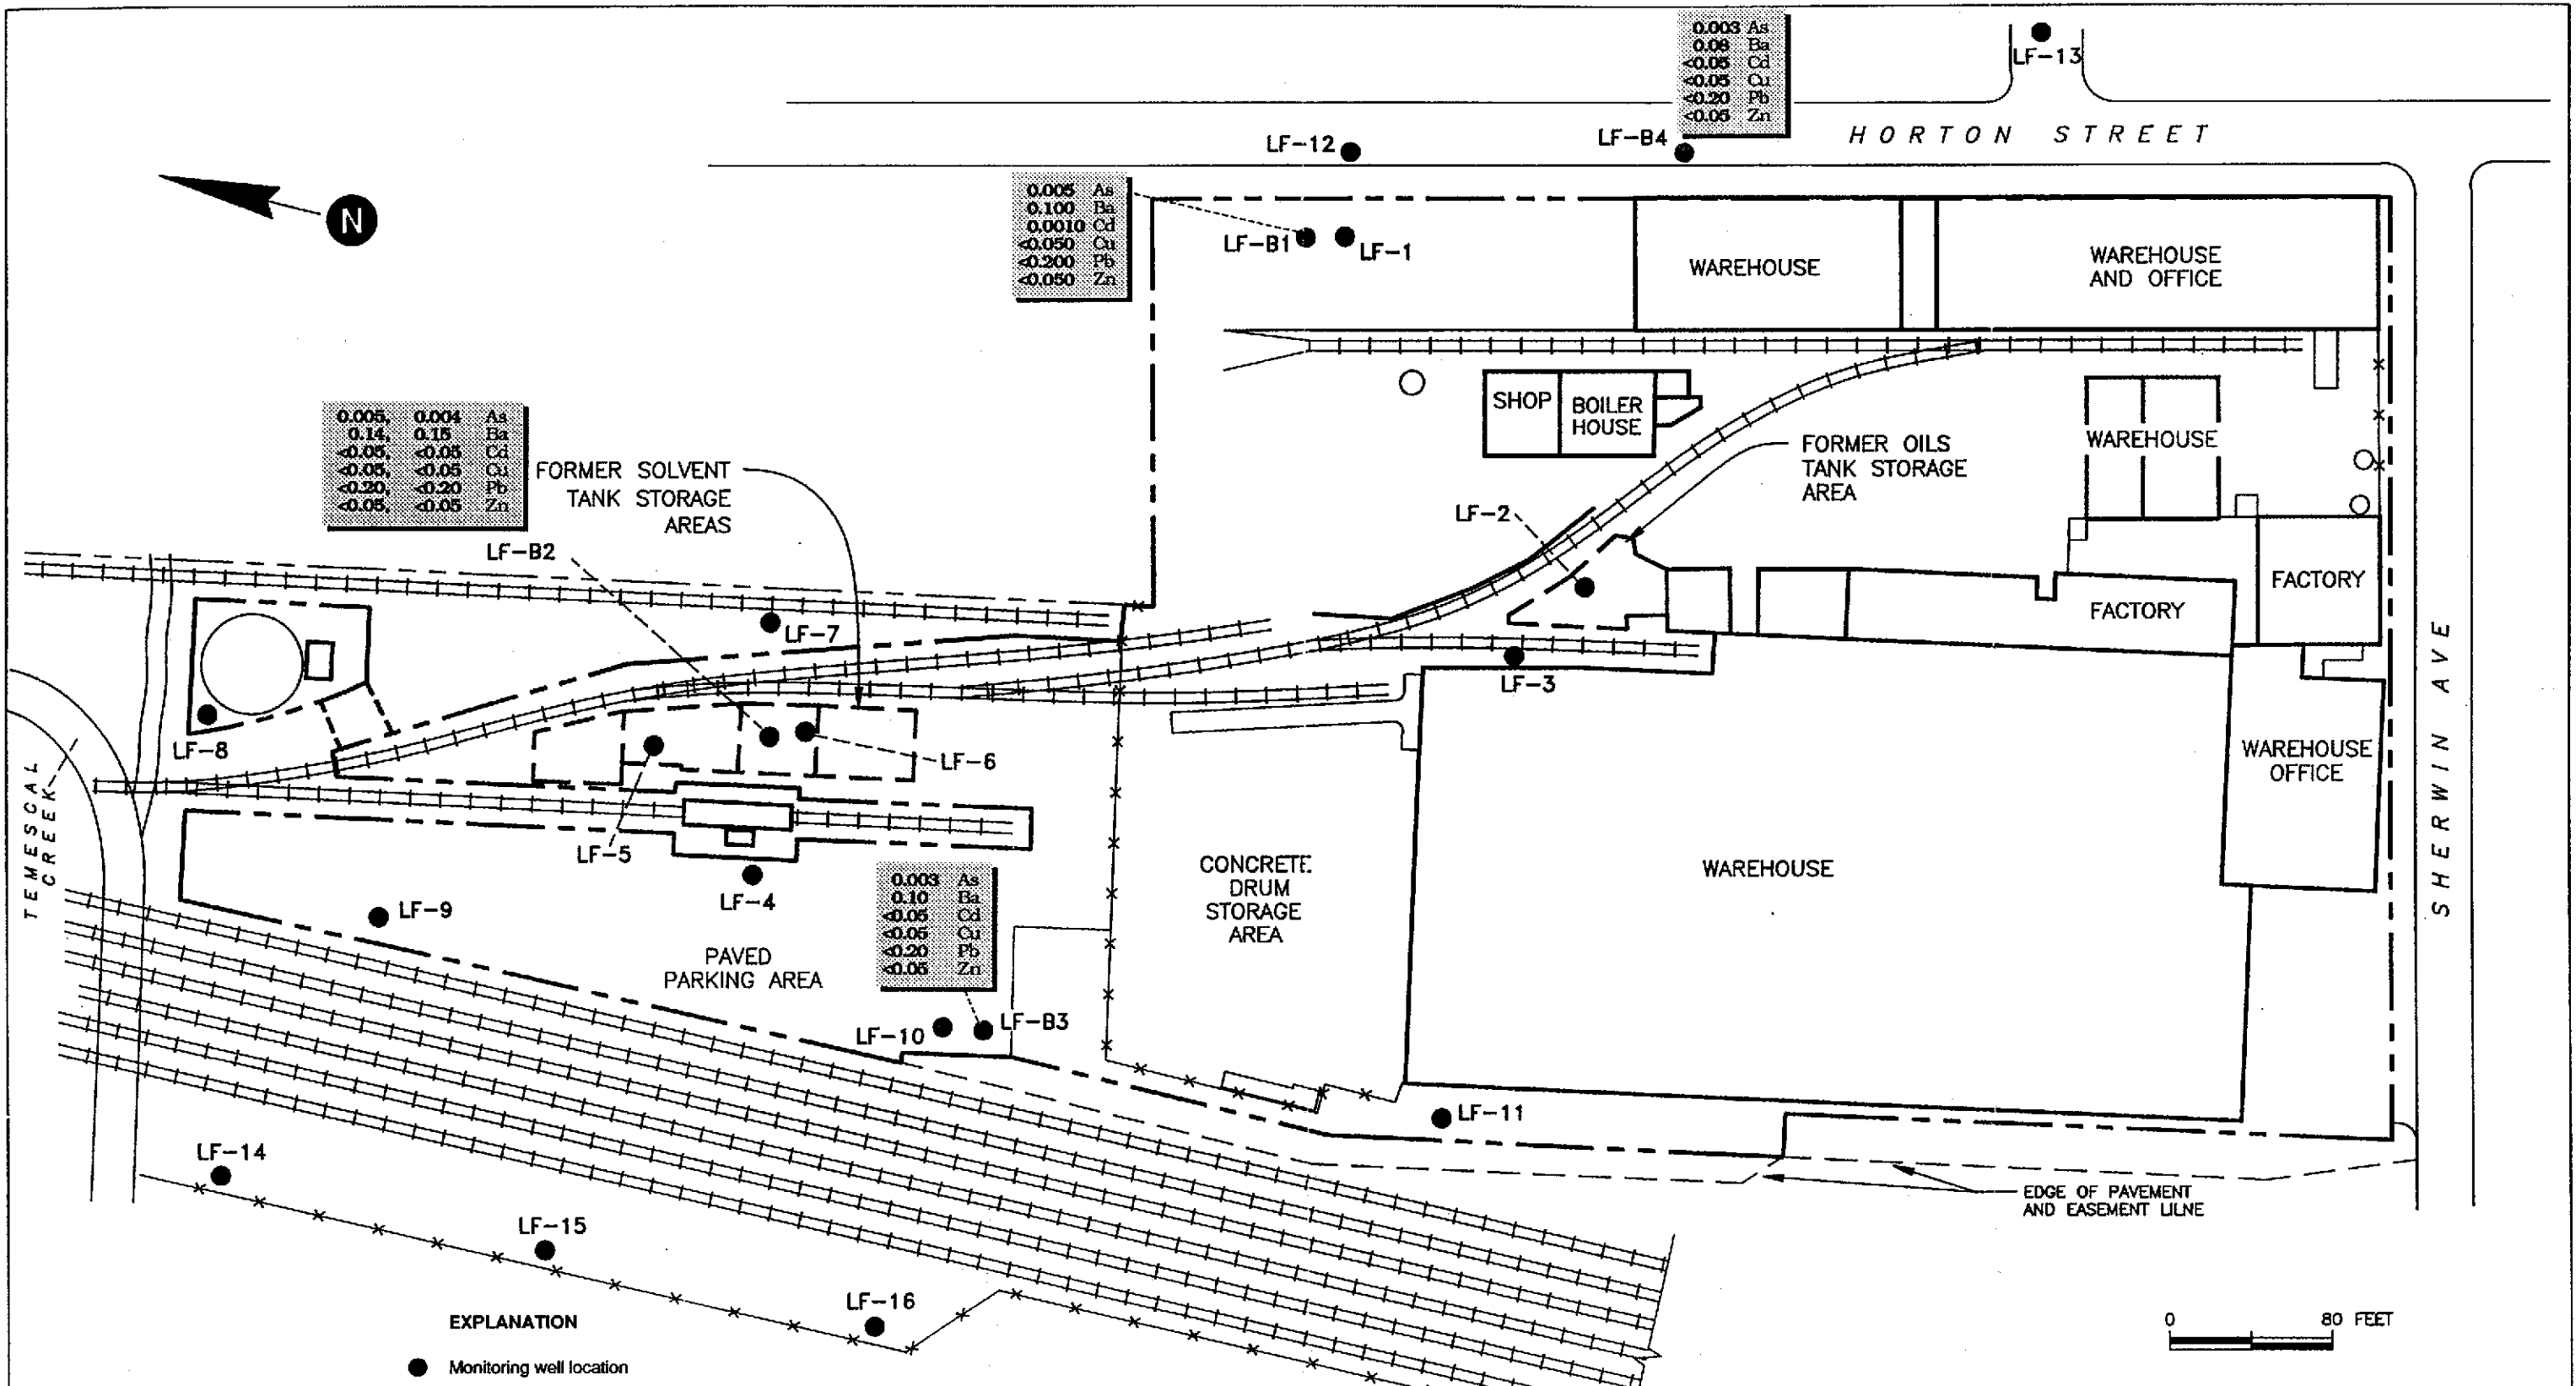 0.003 As
0.08 Ba
<0.05 Cd
<0.05 Cu
<0.20 Pb
<0.05 Zn
LF-13
HORTON STREET
LF-12
LF-B4
N
0.005 As
0.100 Ba
0.0010 Cd
<0.050 Cu
<0.200 Pb
<0.050 Zn
LF-B1
LF-1
WAREHOUSE
WAREHOUSE
AND OFFICE
SHOP
BOILER
HOUSE
WAREHOUSE
FORMER OILS
TANK STORAGE
AREA
0.005, 0.004 As
0.14, 0.15 Ba
<0.05, <0.05 Cd
<0.05, <0.05 Cu
<0.20, <0.20 Pb
<0.05, <0.05 Zn
FORMER SOLVENT
TANK STORAGE
AREAS
LF-B2
LF-2
FACTORY
FACTORY
LF-7
LF-3
LF-8
LF-6
WAREHOUSE
OFFICE
SHERWIN AVE
TEMESCAL
CREEK
LF-5
LF-4
LF-9
0.003 As
0.10 Ba
<0.05 Cd
<0.05 Cu
<0.20 Pb
<0.05 Zn
CONCRETE
DRUM
STORAGE
AREA
WAREHOUSE
PAVED
PARKING AREA
LF-10
LF-B3
LF-11
LF-14
EDGE OF PAVEMENT
AND EASEMENT LILNE
LF-15
LF-16
EXPLANATION
Monitoring well location
0 80 FEET